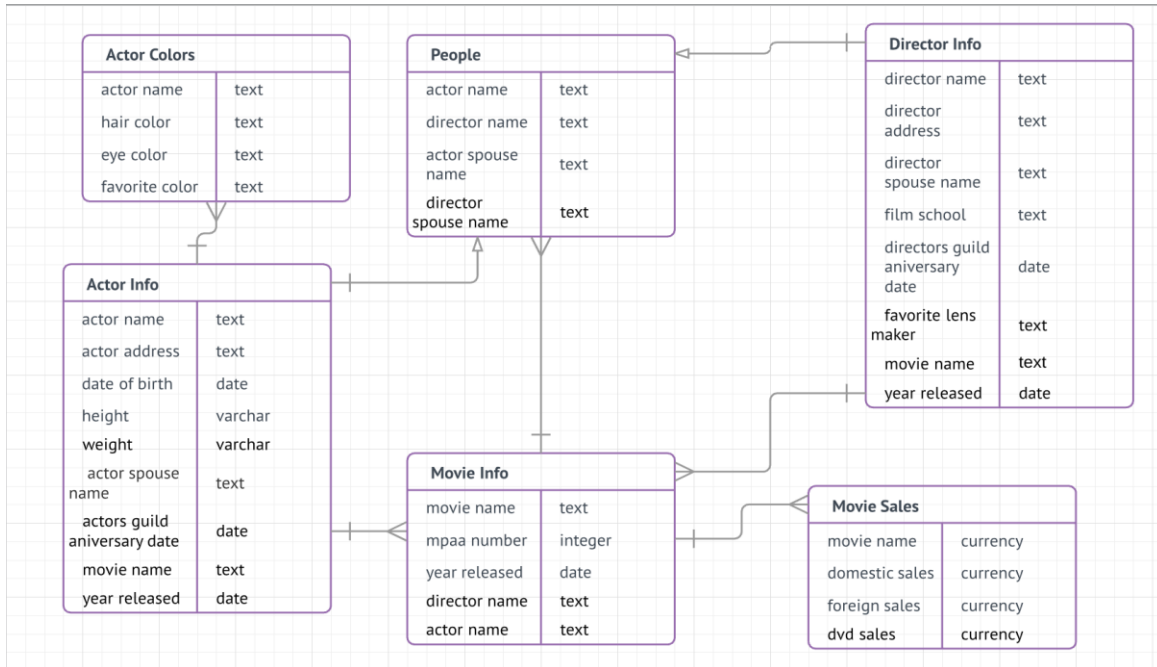 Actor Colors
actor name text
hair color text
eye color text
favorite color text
People
actor name text
director name text
actor spouse
name text
director
spouse name text
Director Info
director name text
director
address text
director
spouse name text
film school text
directors guild
aniversary
date date
favorite lens
maker text
movie name text
year released date
Actor Info
actor name text
actor address text
date of birth date
height varchar
weight varchar
actor spouse
name text
actors guild
aniversary date date
movie name text
year released date
Movie Info
movie name text
mpaa number integer
year released date
director name text
actor name text
Movie Sales
movie name currency
domestic sales currency
foreign sales currency
dvd sales currency